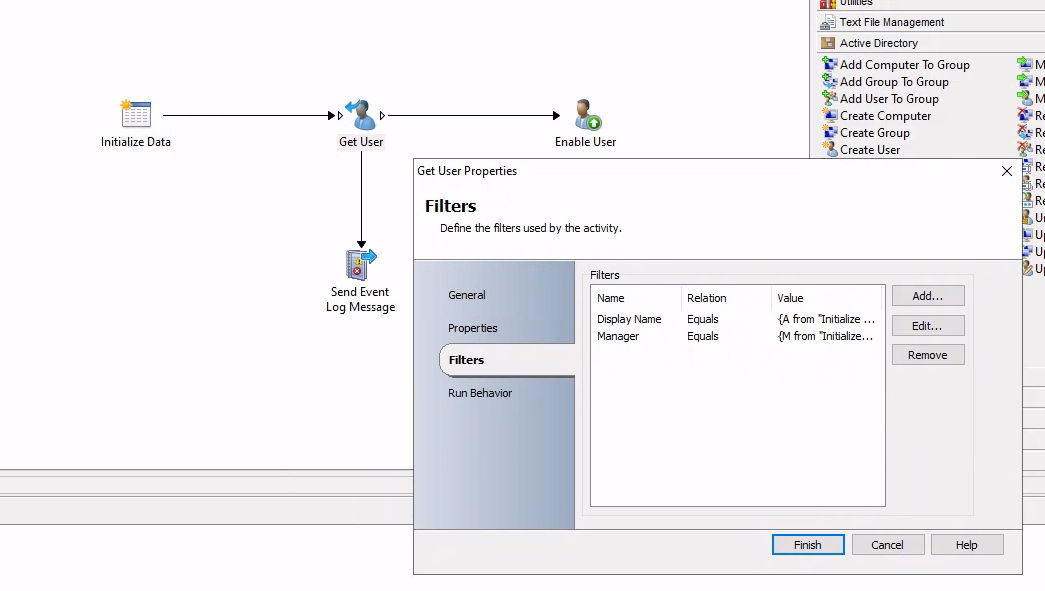 Utilities
Text File Management
Active Directory
Add Computer To Group
Add Group To Group
Add User To Group
Create Computer
Create Group
Create User
M
M
M
Re
Re
Re
Re
Re
Re
Un
Up
Up
Up
Initialize Data
Get User
Enable User
Send Event
Log Message
Get User Properties
Filters
Define the filters used by the activity.
General
Properties
Filters
Run Behavior
Filters
Name Relation Value
Display Name Equals {A from "Initialize ...
Manager Equals {M from "Initialize...
Add...
Edit...
Remove
Finish Cancel Help